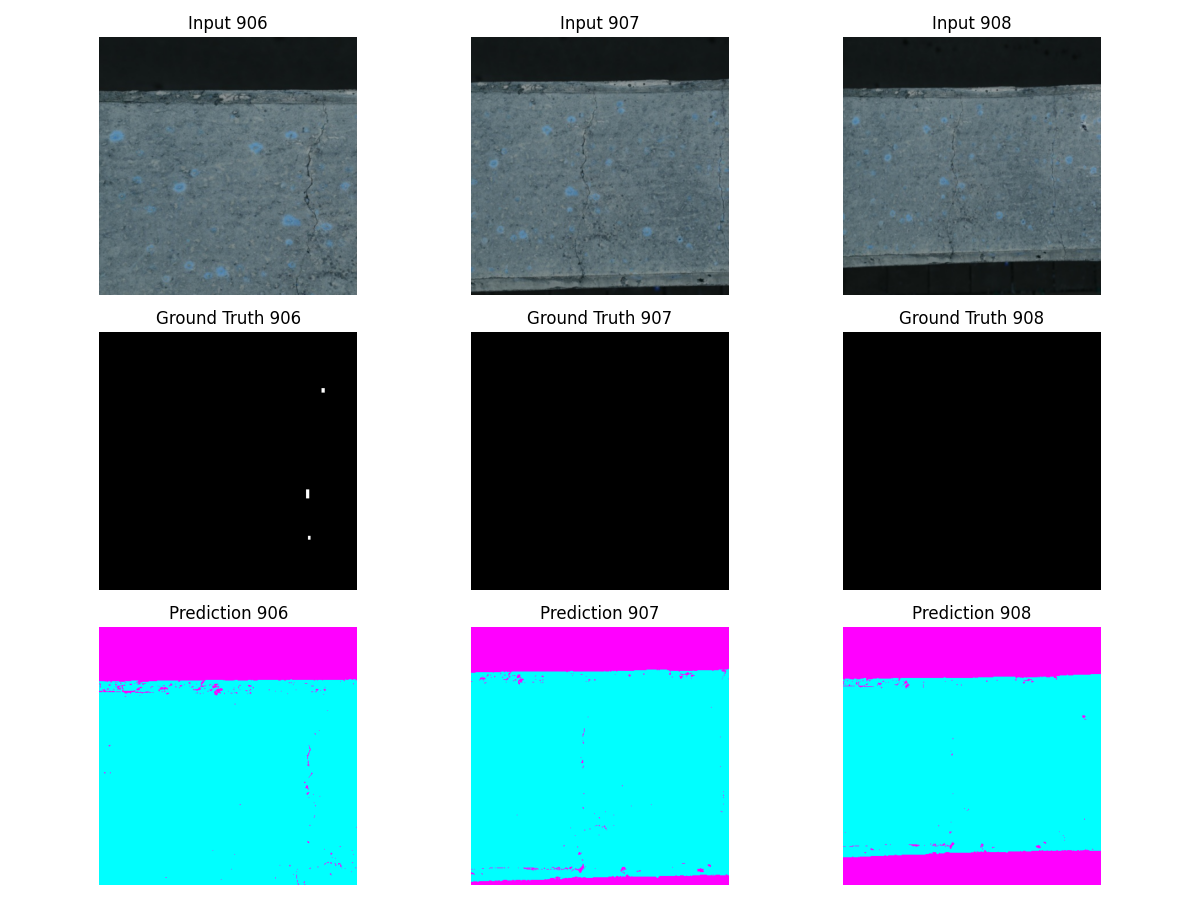 Input 906
Input 907
Input 908
Ground Truth 906
Ground Truth 907
Ground Truth 908
Prediction 906
Prediction 907
Prediction 908